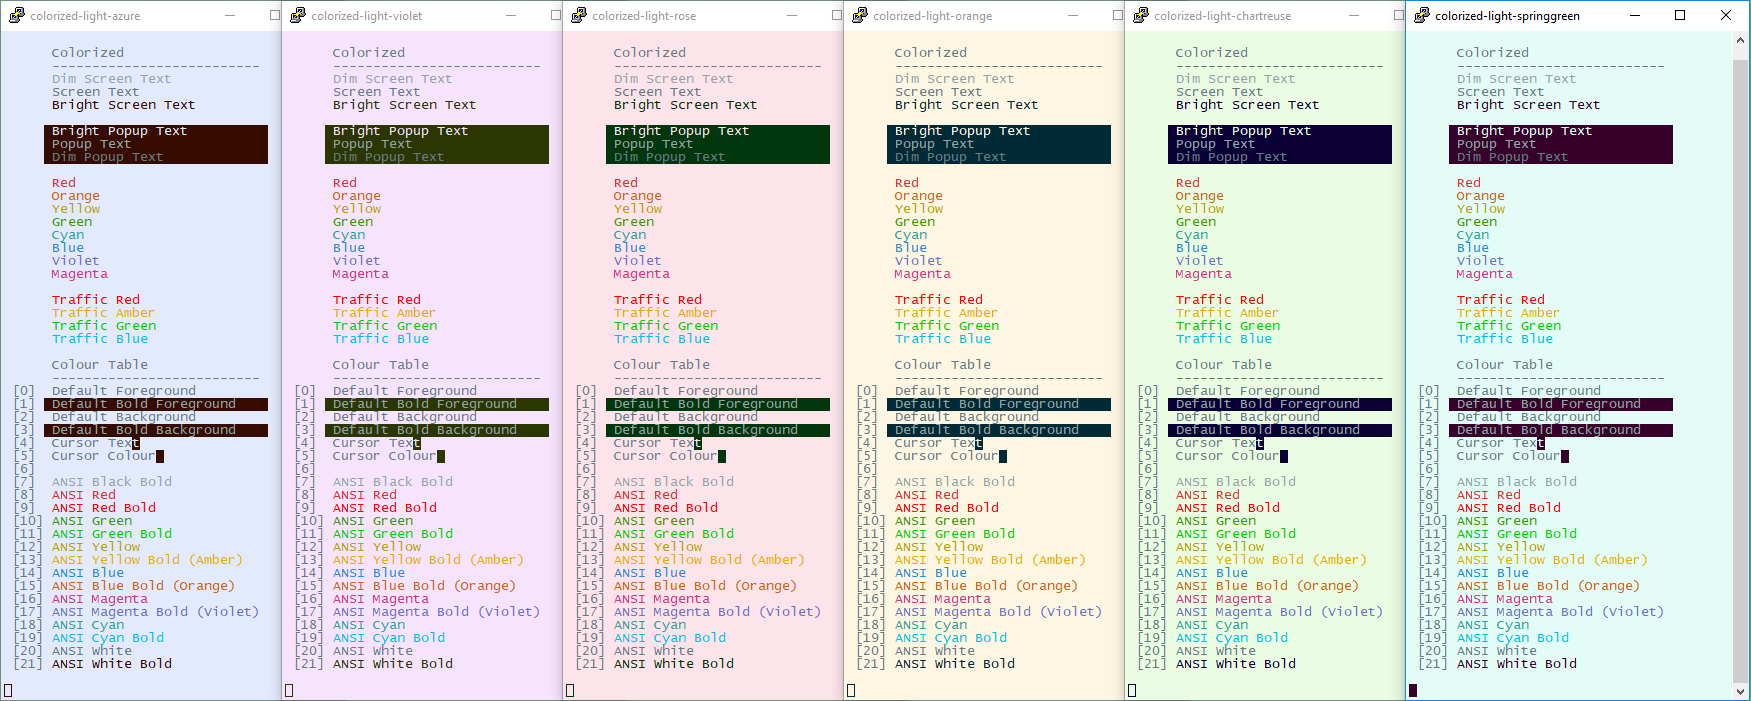 colorized-light-azure
Colorized
--------------------------
Dim Screen Text
Screen Text
Bright Screen Text
Bright Popup Text
Popup Text
Dim Popup Text
Red
Orange
Yellow
Green
Cyan
Blue
Violet
Magenta
Traffic Red
Traffic Amber
Traffic Green
Traffic Blue
Colour Table
--------------------------
[0] Default Foreground
[1] Default Bold Foreground
[2] Default Background
[3] Default Bold Background
[4] Cursor Text
[5] Cursor Colour
[6]
[7] ANSI Black Bold
[8] ANSI Red
[9] ANSI Red Bold
[10] ANSI Green
[11] ANSI Green Bold
[12] ANSI Yellow
[13] ANSI Yellow Bold (Amber)
[14] ANSI Blue
[15] ANSI Blue Bold (Orange)
[16] ANSI Magenta
[17] ANSI Magenta Bold (Violet)
[18] ANSI Cyan
[19] ANSI Cyan Bold
[20] ANSI White
[21] ANSI White Bold
colorized-light-violet
Colorized
--------------------------
Dim Screen Text
Screen Text
Bright Screen Text
Bright Popup Text
Popup Text
Dim Popup Text
Red
Orange
Yellow
Green
Cyan
Blue
Violet
Magenta
Traffic Red
Traffic Amber
Traffic Green
Traffic Blue
Colour Table
--------------------------
[0] Default Foreground
[1] Default Bold Foreground
[2] Default Background
[3] Default Bold Background
[4] Cursor Text
[5] Cursor Colour
[6]
[7] ANSI Black Bold
[8] ANSI Red
[9] ANSI Red Bold
[10] ANSI Green
[11] ANSI Green Bold
[12] ANSI Yellow
[13] ANSI Yellow Bold (Amber)
[14] ANSI Blue
[15] ANSI Blue Bold (Orange)
[16] ANSI Magenta
[17] ANSI Magenta Bold (Violet)
[18] ANSI Cyan
[19] ANSI Cyan Bold
[20] ANSI White
[21] ANSI White Bold
colorized-light-rose
Colorized
--------------------------
Dim Screen Text
Screen Text
Bright Screen Text
Bright Popup Text
Popup Text
Dim Popup Text
Red
Orange
Yellow
Green
Cyan
Blue
Violet
Magenta
Traffic Red
Traffic Amber
Traffic Green
Traffic Blue
Colour Table
--------------------------
[0] Default Foreground
[1] Default Bold Foreground
[2] Default Background
[3] Default Bold Background
[4] Cursor Text
[5] Cursor Colour
[6]
[7] ANSI Black Bold
[8] ANSI Red
[9] ANSI Red Bold
[10] ANSI Green
[11] ANSI Green Bold
[12] ANSI Yellow
[13] ANSI Yellow Bold (Amber)
[14] ANSI Blue
[15] ANSI Blue Bold (Orange)
[16] ANSI Magenta
[17] ANSI Magenta Bold (Violet)
[18] ANSI Cyan
[19] ANSI Cyan Bold
[20] ANSI White
[21] ANSI White Bold
colorized-light-orange
Colorized
--------------------------
Dim Screen Text
Screen Text
Bright Screen Text
Bright Popup Text
Popup Text
Dim Popup Text
Red
Orange
Yellow
Green
Cyan
Blue
Violet
Magenta
Traffic Red
Traffic Amber
Traffic Green
Traffic Blue
Colour Table
--------------------------
[0] Default Foreground
[1] Default Bold Foreground
[2] Default Background
[3] Default Bold Background
[4] Cursor Text
[5] Cursor Colour
[6]
[7] ANSI Black Bold
[8] ANSI Red
[9] ANSI Red Bold
[10] ANSI Green
[11] ANSI Green Bold
[12] ANSI Yellow
[13] ANSI Yellow Bold (Amber)
[14] ANSI Blue
[15] ANSI Blue Bold (Orange)
[16] ANSI Magenta
[17] ANSI Magenta Bold (Violet)
[18] ANSI Cyan
[19] ANSI Cyan Bold
[20] ANSI White
[21] ANSI White Bold
colorized-light-chartreuse
Colorized
--------------------------
Dim Screen Text
Screen Text
Bright Screen Text
Bright Popup Text
Popup Text
Dim Popup Text
Red
Orange
Yellow
Green
Cyan
Blue
Violet
Magenta
Traffic Red
Traffic Amber
Traffic Green
Traffic Blue
Colour Table
--------------------------
[0] Default Foreground
[1] Default Bold Foreground
[2] Default Background
[3] Default Bold Background
[4] Cursor Text
[5] Cursor Colour
[6]
[7] ANSI Black Bold
[8] ANSI Red
[9] ANSI Red Bold
[10] ANSI Green
[11] ANSI Green Bold
[12] ANSI Yellow
[13] ANSI Yellow Bold (Amber)
[14] ANSI Blue
[15] ANSI Blue Bold (Orange)
[16] ANSI Magenta
[17] ANSI Magenta Bold (Violet)
[18] ANSI Cyan
[19] ANSI Cyan Bold
[20] ANSI White
[21] ANSI White Bold
colorized-light-springgreen
Colorized
--------------------------
Dim Screen Text
Screen Text
Bright Screen Text
Bright Popup Text
Popup Text
Dim Popup Text
Red
Orange
Yellow
Green
Cyan
Blue
Violet
Magenta
Traffic Red
Traffic Amber
Traffic Green
Traffic Blue
Colour Table
--------------------------
[0] Default Foreground
[1] Default Bold Foreground
[2] Default Background
[3] Default Bold Background
[4] Cursor Text
[5] Cursor Colour
[6]
[7] ANSI Black Bold
[8] ANSI Red
[9] ANSI Red Bold
[10] ANSI Green
[11] ANSI Green Bold
[12] ANSI Yellow
[13] ANSI Yellow Bold (Amber)
[14] ANSI Blue
[15] ANSI Blue Bold (Orange)
[16] ANSI Magenta
[17] ANSI Magenta Bold (Violet)
[18] ANSI Cyan
[19] ANSI Cyan Bold
[20] ANSI White
[21] ANSI White Bold